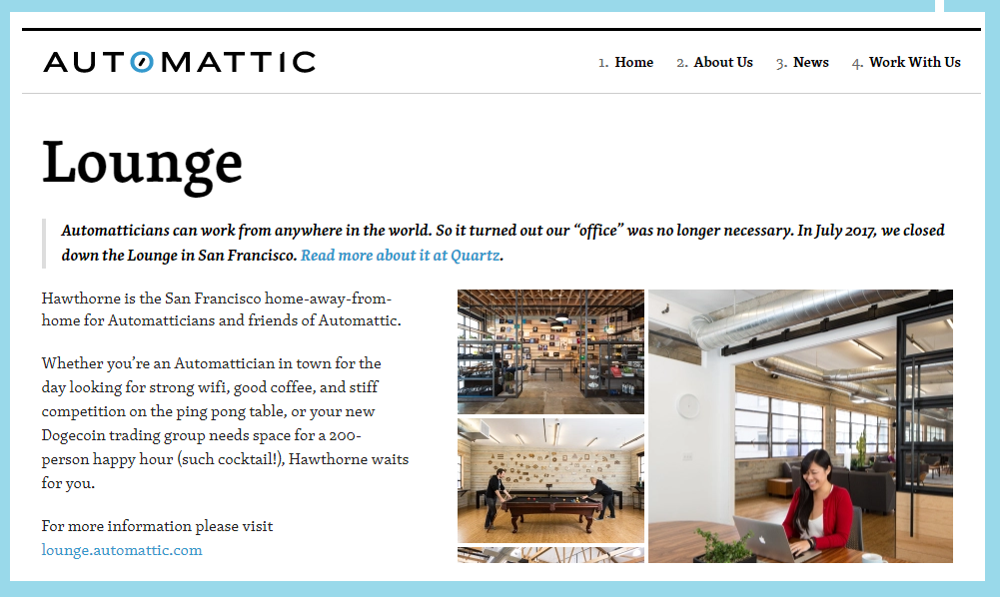 AUTOMATTIC
1. Home 2. About Us 3. News 4. Work With Us
Lounge
Automatticians can work from anywhere in the world. So it turned out our “office” was no longer necessary. In July 2017, we closed
down the Lounge in San Francisco. Read more about it at Quartz.
Hawthorne is the San Francisco home-away-from-
home for Automatticians and friends of Automattic.
Whether you’re an Automattician in town for the
day looking for strong wifi, good coffee, and stiff
competition on the ping pong table, or your new
Dogecoin trading group needs space for a 200-
person happy hour (such cocktail!), Hawthorne waits
for you.
For more information please visit
lounge.automattic.com